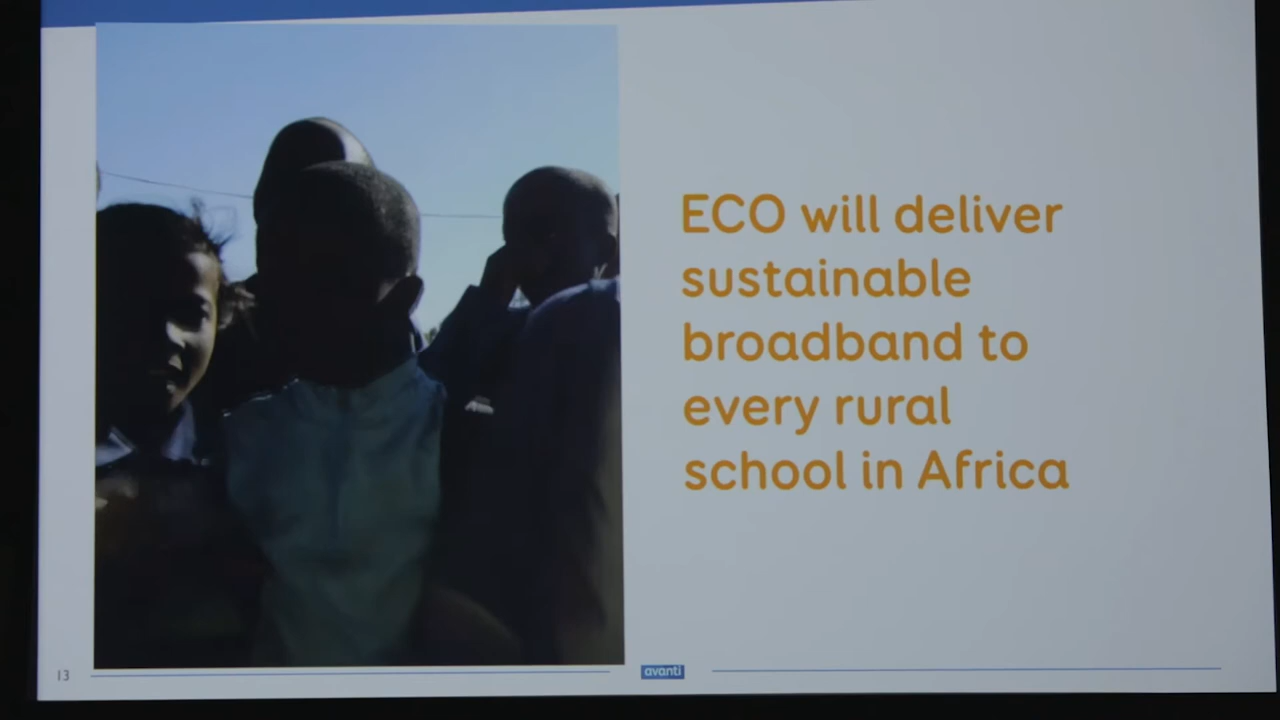 ECO will deliver
sustainable
broadband to
every rural
school in Africa
13
avanti